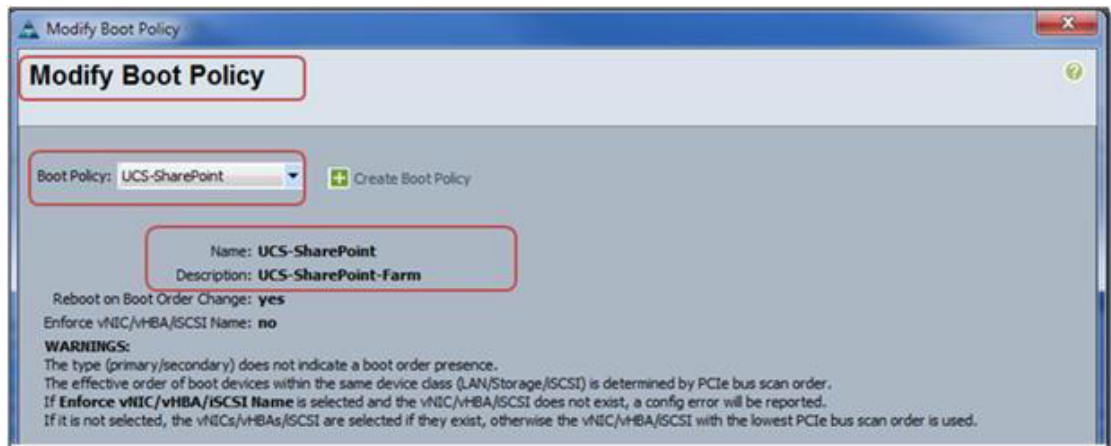 Modify Boot Policy
Modify Boot Policy
Boot Policy: UCS-SharePoint Create Boot Policy
Name: UCS-SharePoint
Description: UCS-SharePoint-Farm
Reboot on Boot Order Change: yes
Enforce vNIC/vHBA/iSCSI Name: no
WARNINGS:
The type (primary/secondary) does not indicate a boot order presence.
The effective order of boot devices within the same device class (LAN/Storage/iSCSI) is determined by PCIe bus scan order.
If Enforce vNIC/vHBA/iSCSI Name is selected and the vNIC/vHBA/iSCSI does not exist, a config error will be reported.
If it is not selected, the vNICs/vHBAs/iSCSI are selected if they exist, otherwise the vNIC/vHBA/iSCSI with the lowest PCIe bus scan order is used.